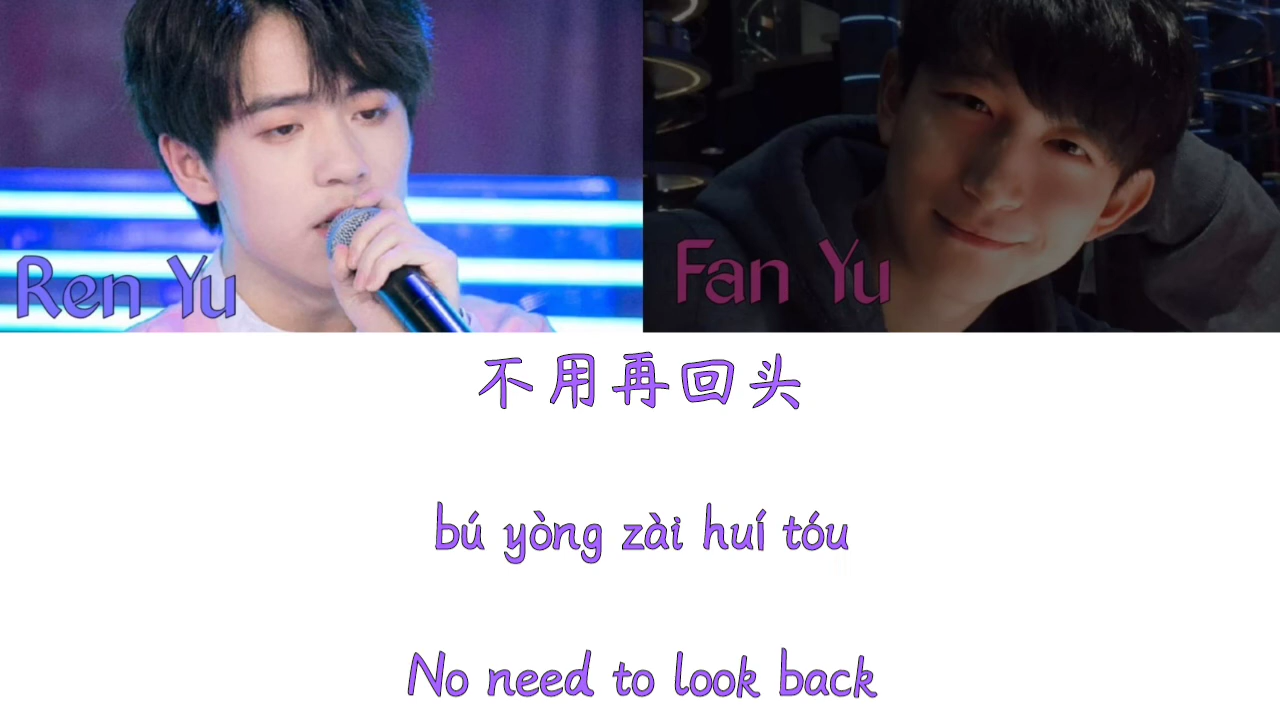 Ren Yu
Fan Yu
不用再回头
bú yòng zài huí tóu
No need to look back